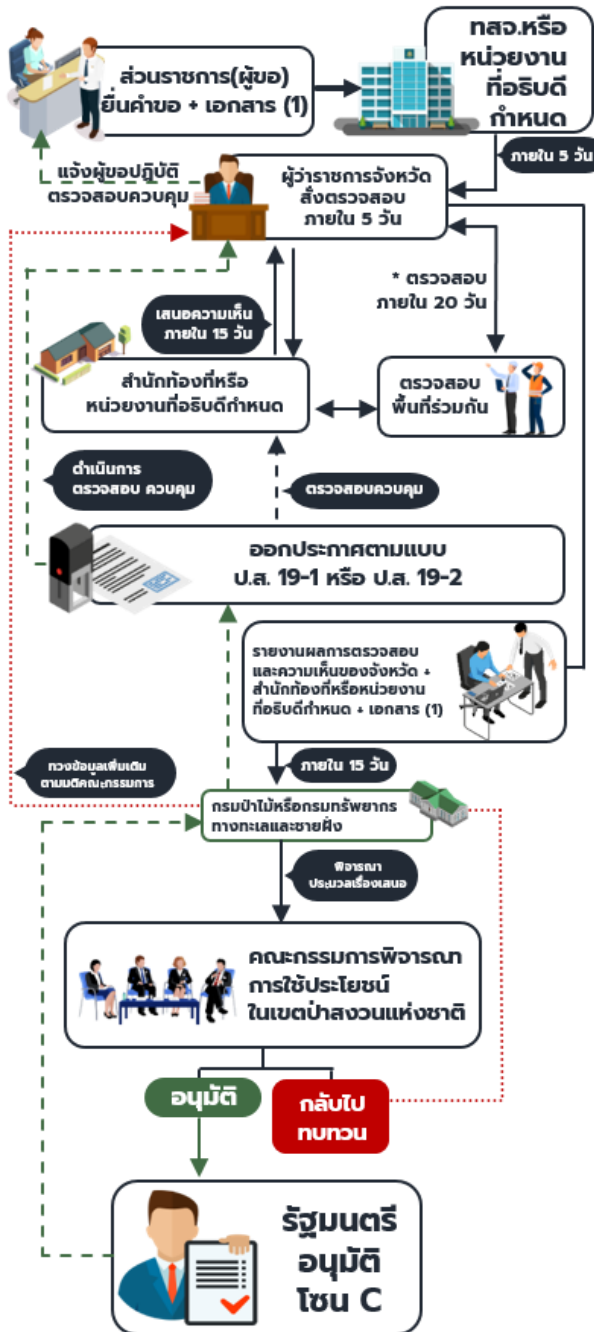 ส่วนราชการ(ผู้ขอ)
ยื่นคำขอ + เอกสาร (1)
ทสจ.หรือ
หน่วยงาน
ที่อธิบดี
กำหนด
ภายใน 5 วัน
แจ้งผู้ขอปฏิบัติ
ตรวจสอบควบคุม
ผู้ว่าราชการจังหวัด
สั่งตรวจสอบ
ภายใน 5 วัน
* ตรวจสอบ
ภายใน 20 วัน
เสนอความเห็น
ภายใน 15 วัน
สำนักท้องที่หรือ
หน่วยงานที่อธิบดีกำหนด
ตรวจสอบ
พื้นที่ร่วมกัน
ดำเนินการ
ตรวจสอบ ควบคุม
ตรวจสอบควบคุม
ออกประกาศตามแบบ
ป.ส. 19-1 หรือ ป.ส. 19-2
รายงานผลการตรวจสอบ
และความเห็นของจังหวัด +
สำนักท้องที่หรือหน่วยงาน
ที่อธิบดีกำหนด + เอกสาร (1)
ทวงข้อมูลเพิ่มเติม
ตามมติคณะกรรมการ
ภายใน 15 วัน
กรมป่าไม้หรือกรมทรัพยากร
ทางทะเลและชายฝั่ง
พิจารณา
ประมวลเรื่องเสนอ
คณะกรรมการพิจารณา
การใช้ประโยชน์
ในเขตป่าสงวนแห่งชาติ
อนุมัติ
กลับไป
ทบทวน
รัฐมนตรี
อนุมัติ
โซน C